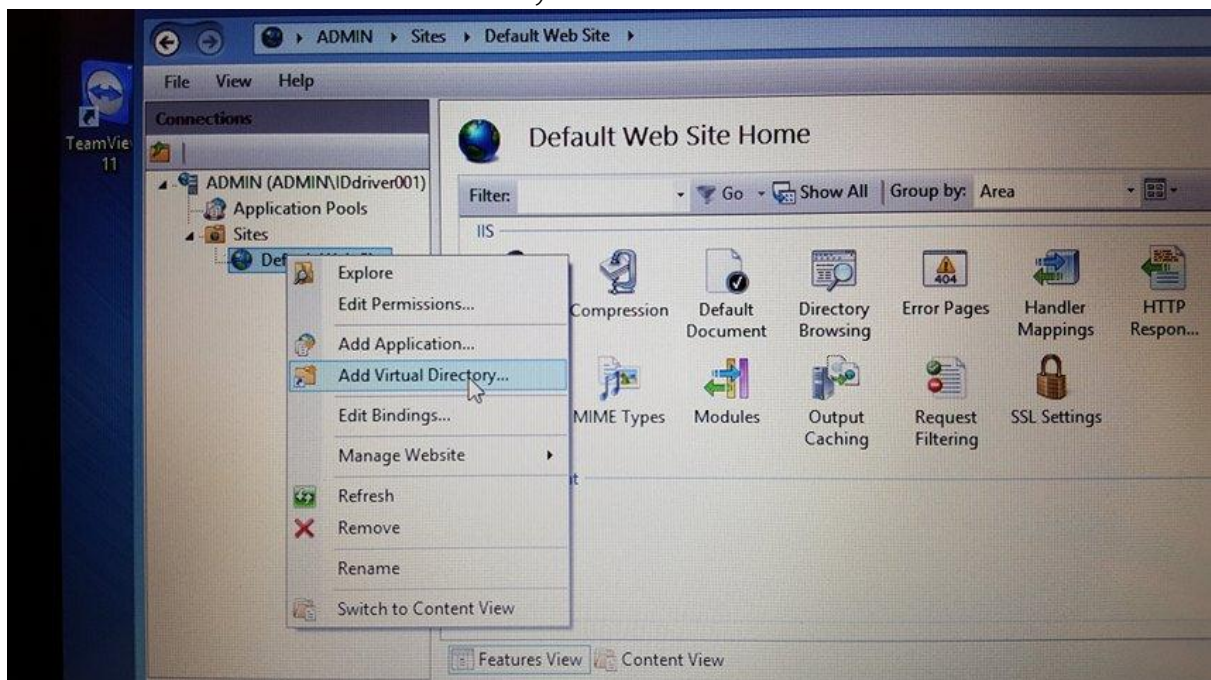 ADMIN Sites Default Web Site
File View Help
TeamVie
11
Connections
ADMIN (ADMIN\IDdriver001)
Application Pools
Sites
Default Web Site Home
Filter: Go Show All Group by: Area
IIS
Compression
Default Document
Directory Browsing
Error Pages
Handler Mappings
HTTP Respon...
MIME Types
Modules
Output Caching
Request Filtering
SSL Settings
Explore
Edit Permissions...
Add Application...
Add Virtual Directory...
Edit Bindings...
Manage Website
Refresh
Remove
Rename
Switch to Content View
Features View Content View